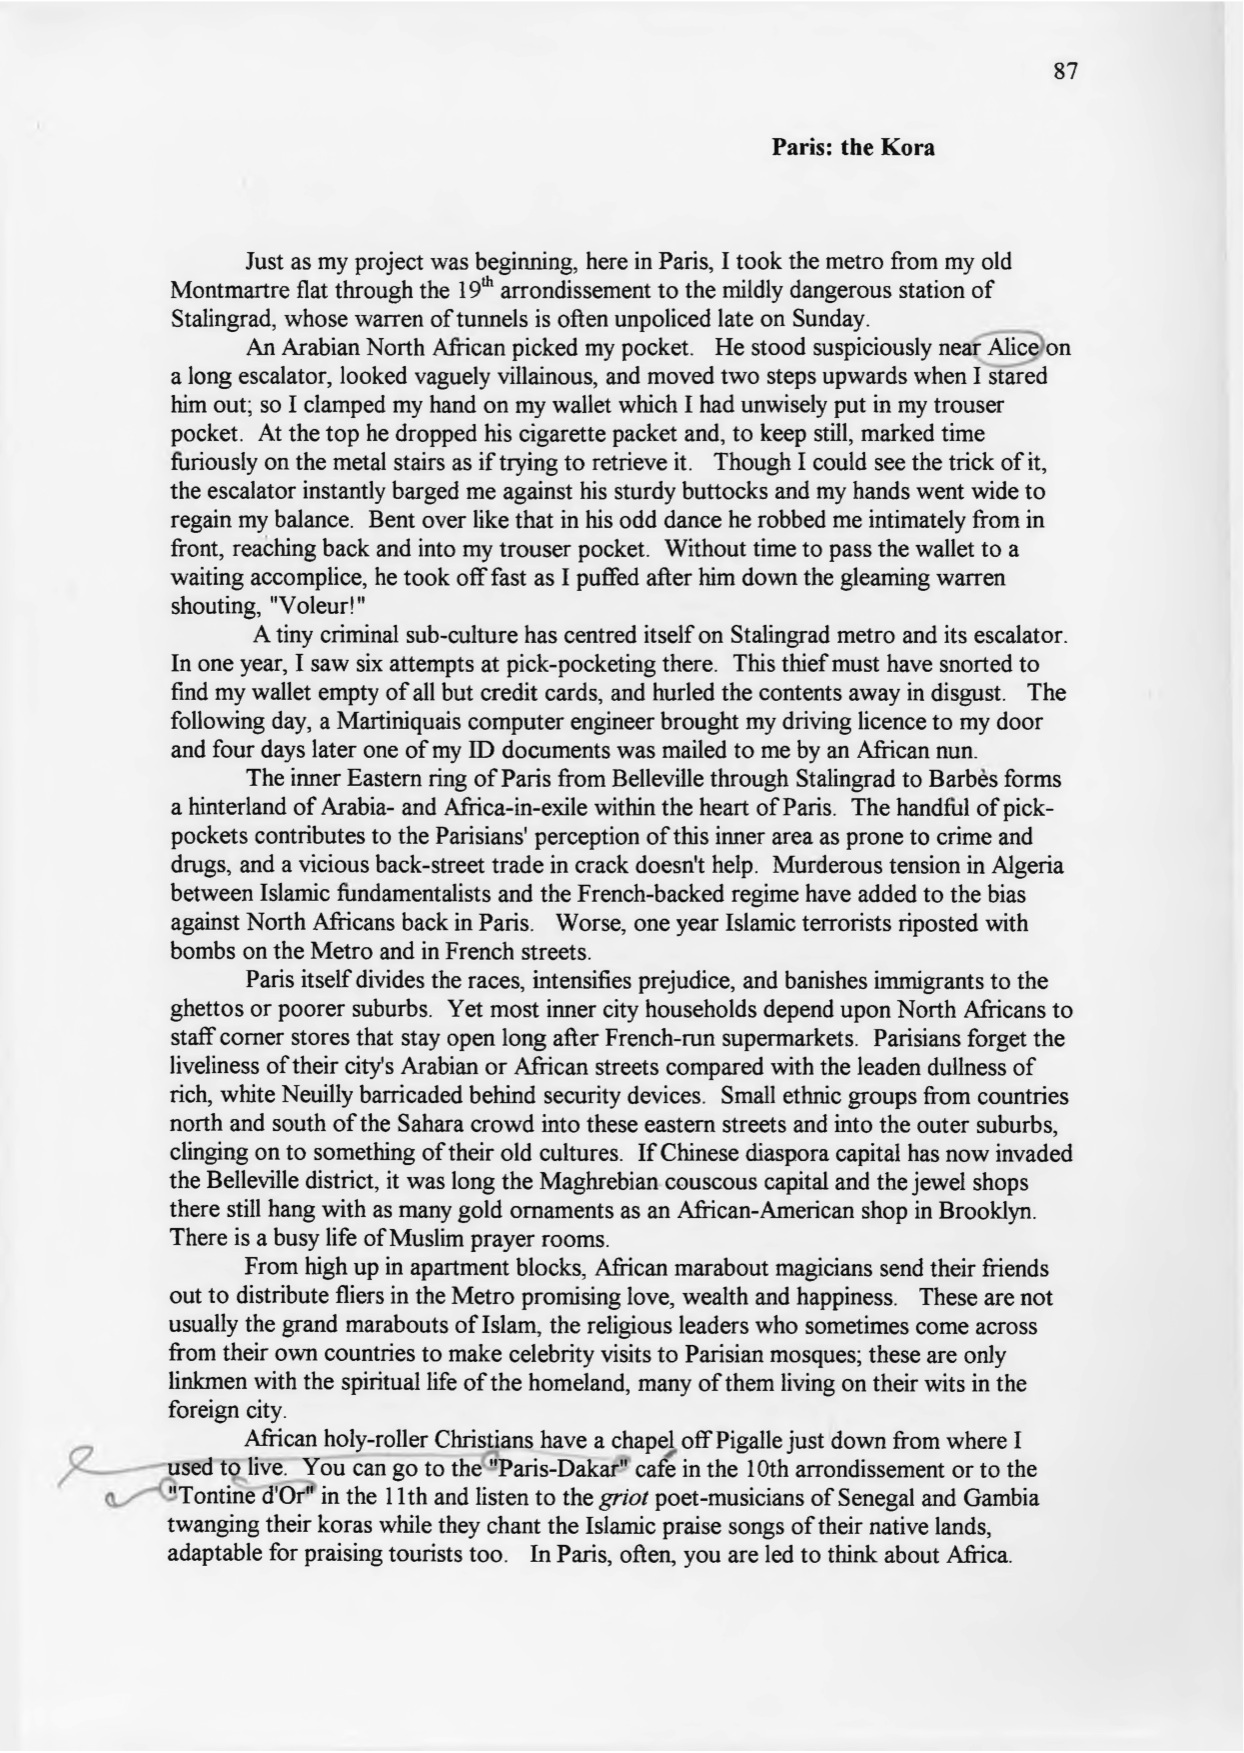 87
Paris: the Kora
Just as my project was beginning, here in Paris, I took the metro from my old
Montmartre flat through the 19th arrondissement to the mildly dangerous station of
Stalingrad, whose warren of tunnels is often unpoliced late on Sunday.
An Arabian North African picked my pocket. He stood suspiciously near Alice on
a long escalator, looked vaguely villainous, and moved two steps upwards when I stared
him out; so I clamped my hand on my wallet which I had unwisely put in my trouser
pocket. At the top he dropped his cigarette packet and, to keep still, marked time
furiously on the metal stairs as if trying to retrieve it. Though I could see the trick of it,
the escalator instantly barged me against his sturdy buttocks and my hands went wide to
regain my balance. Bent over like that in his odd dance he robbed me intimately from in
front, reaching back and into my trouser pocket. Without time to pass the wallet to a
waiting accomplice, he took off fast as I puffed after him down the gleaming warren
shouting, "Voleur!"
A tiny criminal sub-culture has centred itself on Stalingrad metro and its escalator.
In one year, I saw six attempts at pick-pocketing there. This thief must have snorted to
find my wallet empty of all but credit cards, and hurled the contents away in disgust. The
following day, a Martiniquais computer engineer brought my driving licence to my door
and four days later one of my ID documents was mailed to me by an African nun.
The inner Eastern ring of Paris from Belleville through Stalingrad to Barbès forms
a hinterland of Arabia- and Africa-in-exile within the heart of Paris. The handful of pick-
pockets contributes to the Parisians' perception of this inner area as prone to crime and
drugs, and a vicious back-street trade in crack doesn't help. Murderous tension in Algeria
between Islamic fundamentalists and the French-backed regime have added to the bias
against North Africans back in Paris. Worse, one year Islamic terrorists riposted with
bombs on the Metro and in French streets.
Paris itself divides the races, intensifies prejudice, and banishes immigrants to the
ghettos or poorer suburbs. Yet most inner city households depend upon North Africans to
staff corner stores that stay open long after French-run supermarkets. Parisians forget the
liveliness of their city's Arabian or African streets compared with the leaden dullness of
rich, white Neuilly barricaded behind security devices. Small ethnic groups from countries
north and south of the Sahara crowd into these eastern streets and into the outer suburbs,
clinging on to something of their old cultures. If Chinese diaspora capital has now invaded
the Belleville district, it was long the Maghrebian couscous capital and the jewel shops
there still hang with as many gold ornaments as an African-American shop in Brooklyn.
There is a busy life of Muslim prayer rooms.
From high up in apartment blocks, African marabout magicians send their friends
out to distribute fliers in the Metro promising love, wealth and happiness. These are not
usually the grand marabouts of Islam, the religious leaders who sometimes come across
from their own countries to make celebrity visits to Parisian mosques; these are only
linkmen with the spiritual life of the homeland, many of them living on their wits in the
foreign city.
African holy-roller Christians have a chapel off Pigalle just down from where I
used to live. You can go to the "Paris-Dakar" café in the 10th arrondissement or to the
"Tontine d'Or" in the 11th and listen to the griot poet-musicians of Senegal and Gambia
twanging their koras while they chant the Islamic praise songs of their native lands,
adaptable for praising tourists too. In Paris, often, you are led to think about Africa.